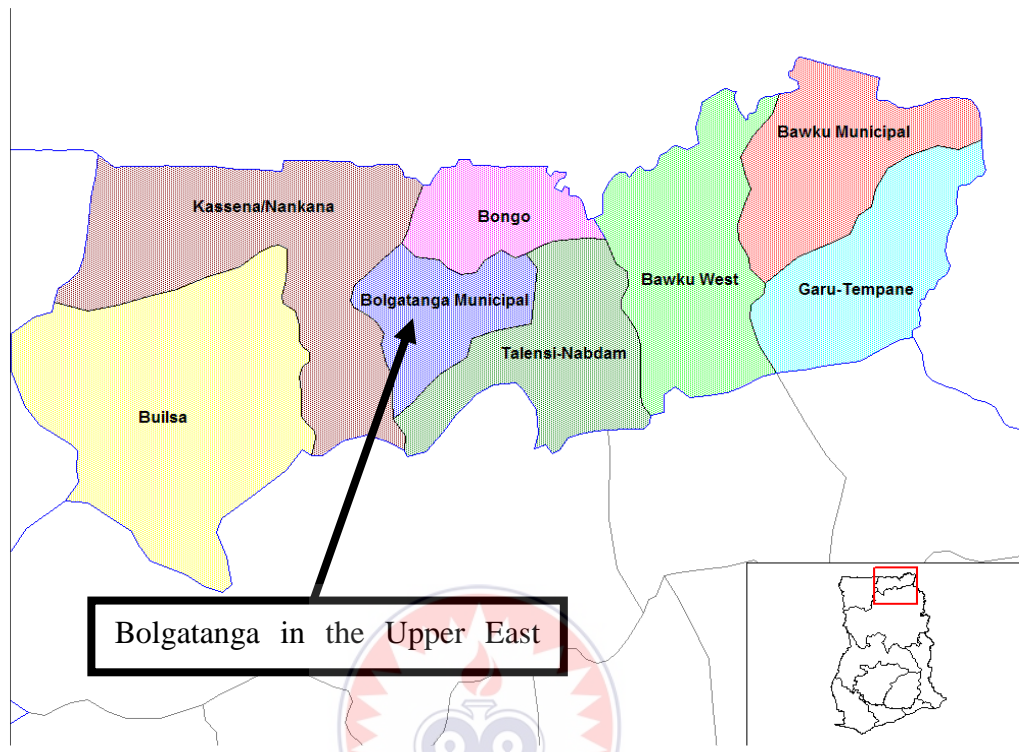 Bawku Municipal
Kassena/Nankana
Bongo
Bawku West
Garu-Tempane
Bolgatanga Municipal
Talensi-Nabdam
Builsa
Bolgatanga in the Upper East